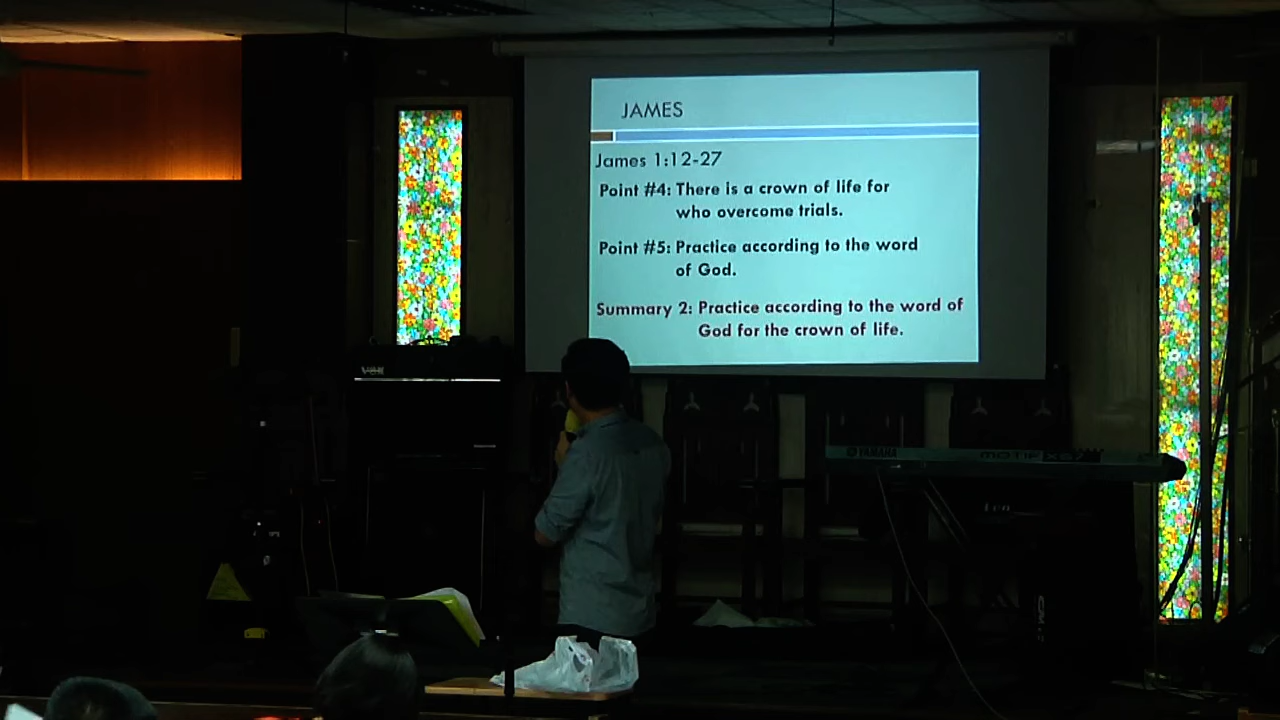 JAMES
James 1:12-27
Point #4: There is a crown of life for
who overcome trials.
Point #5: Practice according to the word
of God.
Summary 2: Practice according to the word of
God for the crown of life.
YAMAHA MOTIF